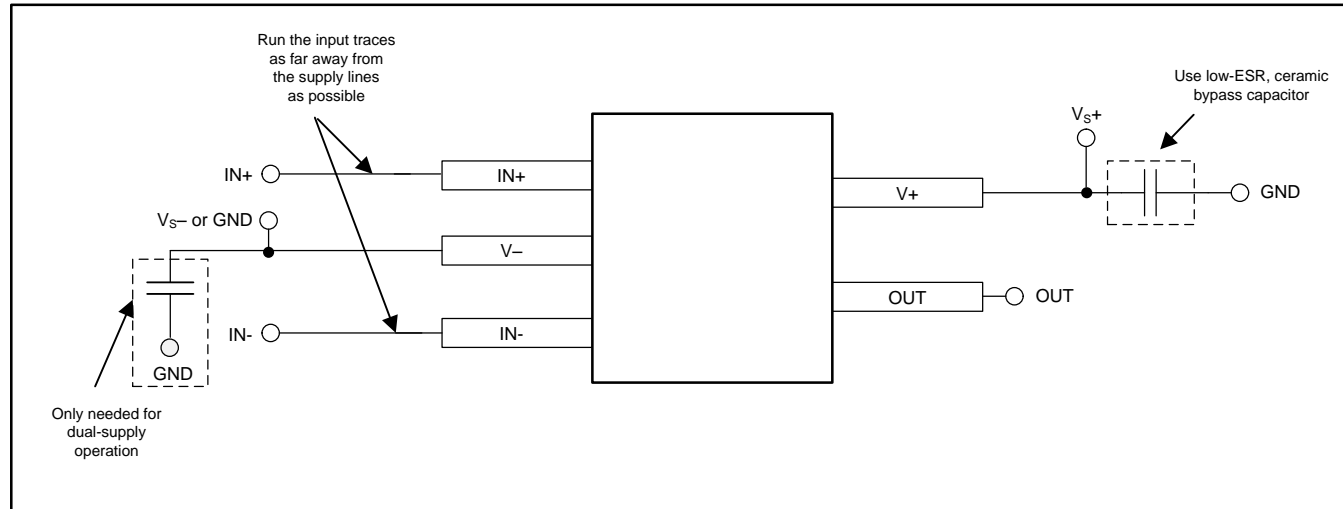 Run the input traces
as far away from
the supply lines
as possible
Use low-ESR, ceramic
bypass capacitor
VS+
IN+
IN+
V+
GND
VS– or GND
V–
OUT
OUT
IN-
IN-
GND
Only needed for
dual-supply
operation